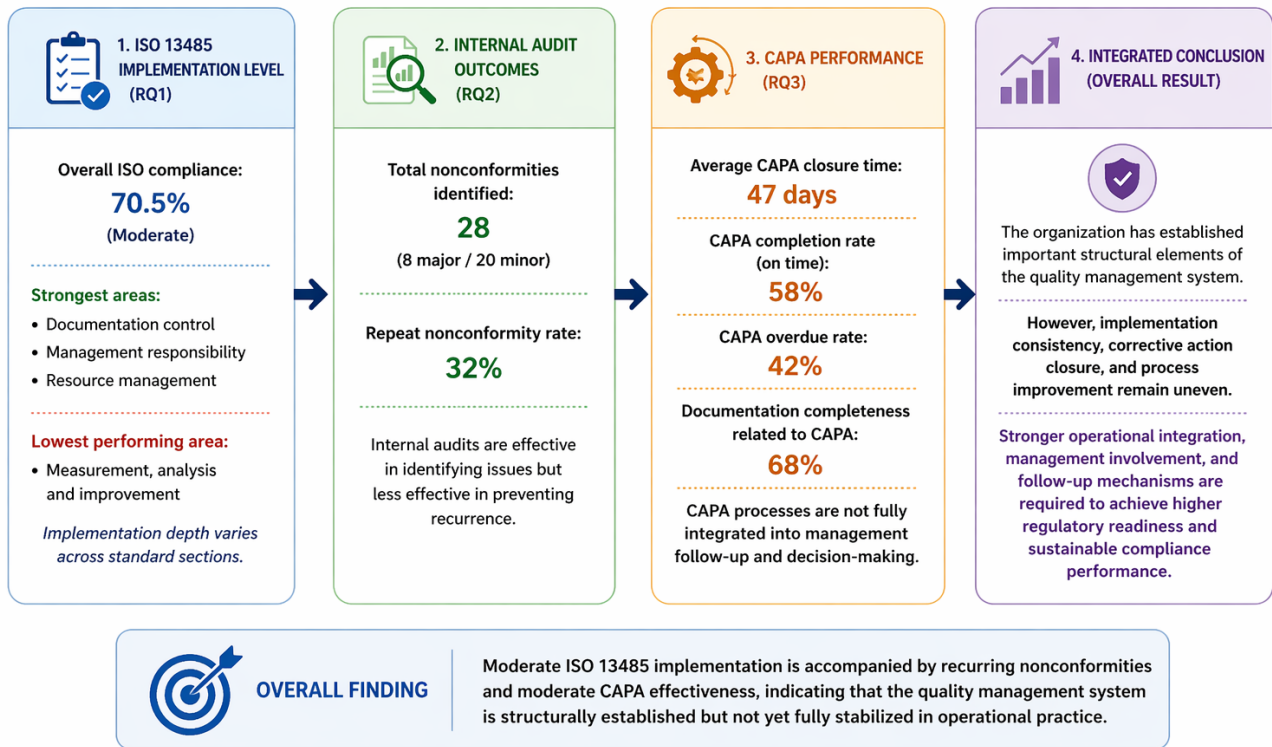 1. ISO 13485
IMPLEMENTATION LEVEL
(RQ1)
Overall ISO compliance:
70.5%
(Moderate)
Strongest areas:
• Documentation control
• Management responsibility
• Resource management
Lowest performing area:
• Measurement, analysis
and improvement
Implementation depth varies
across standard sections.
2. INTERNAL AUDIT
OUTCOMES
(RQ2)
Total nonconformities
identified:
28
(8 major / 20 minor)
Repeat nonconformity rate:
32%
Internal audits are effective
in identifying issues but
less effective in preventing
recurrence.
3. CAPA PERFORMANCE
(RQ3)
Average CAPA closure time:
47 days
CAPA completion rate
(on time):
58%
CAPA overdue rate:
42%
Documentation completeness
related to CAPA:
68%
CAPA processes are not fully
integrated into management
follow-up and decision-making.
4. INTEGRATED CONCLUSION
(OVERALL RESULT)
The organization has established
important structural elements of
the quality management system.
However, implementation
consistency, corrective action
closure, and process
improvement remain uneven.
Stronger operational integration,
management involvement, and
follow-up mechanisms are
required to achieve higher
regulatory readiness and
sustainable compliance
performance.
OVERALL FINDING
Moderate ISO 13485 implementation is accompanied by recurring nonconformities
and moderate CAPA effectiveness, indicating that the quality management system
is structurally established but not yet fully stabilized in operational practice.